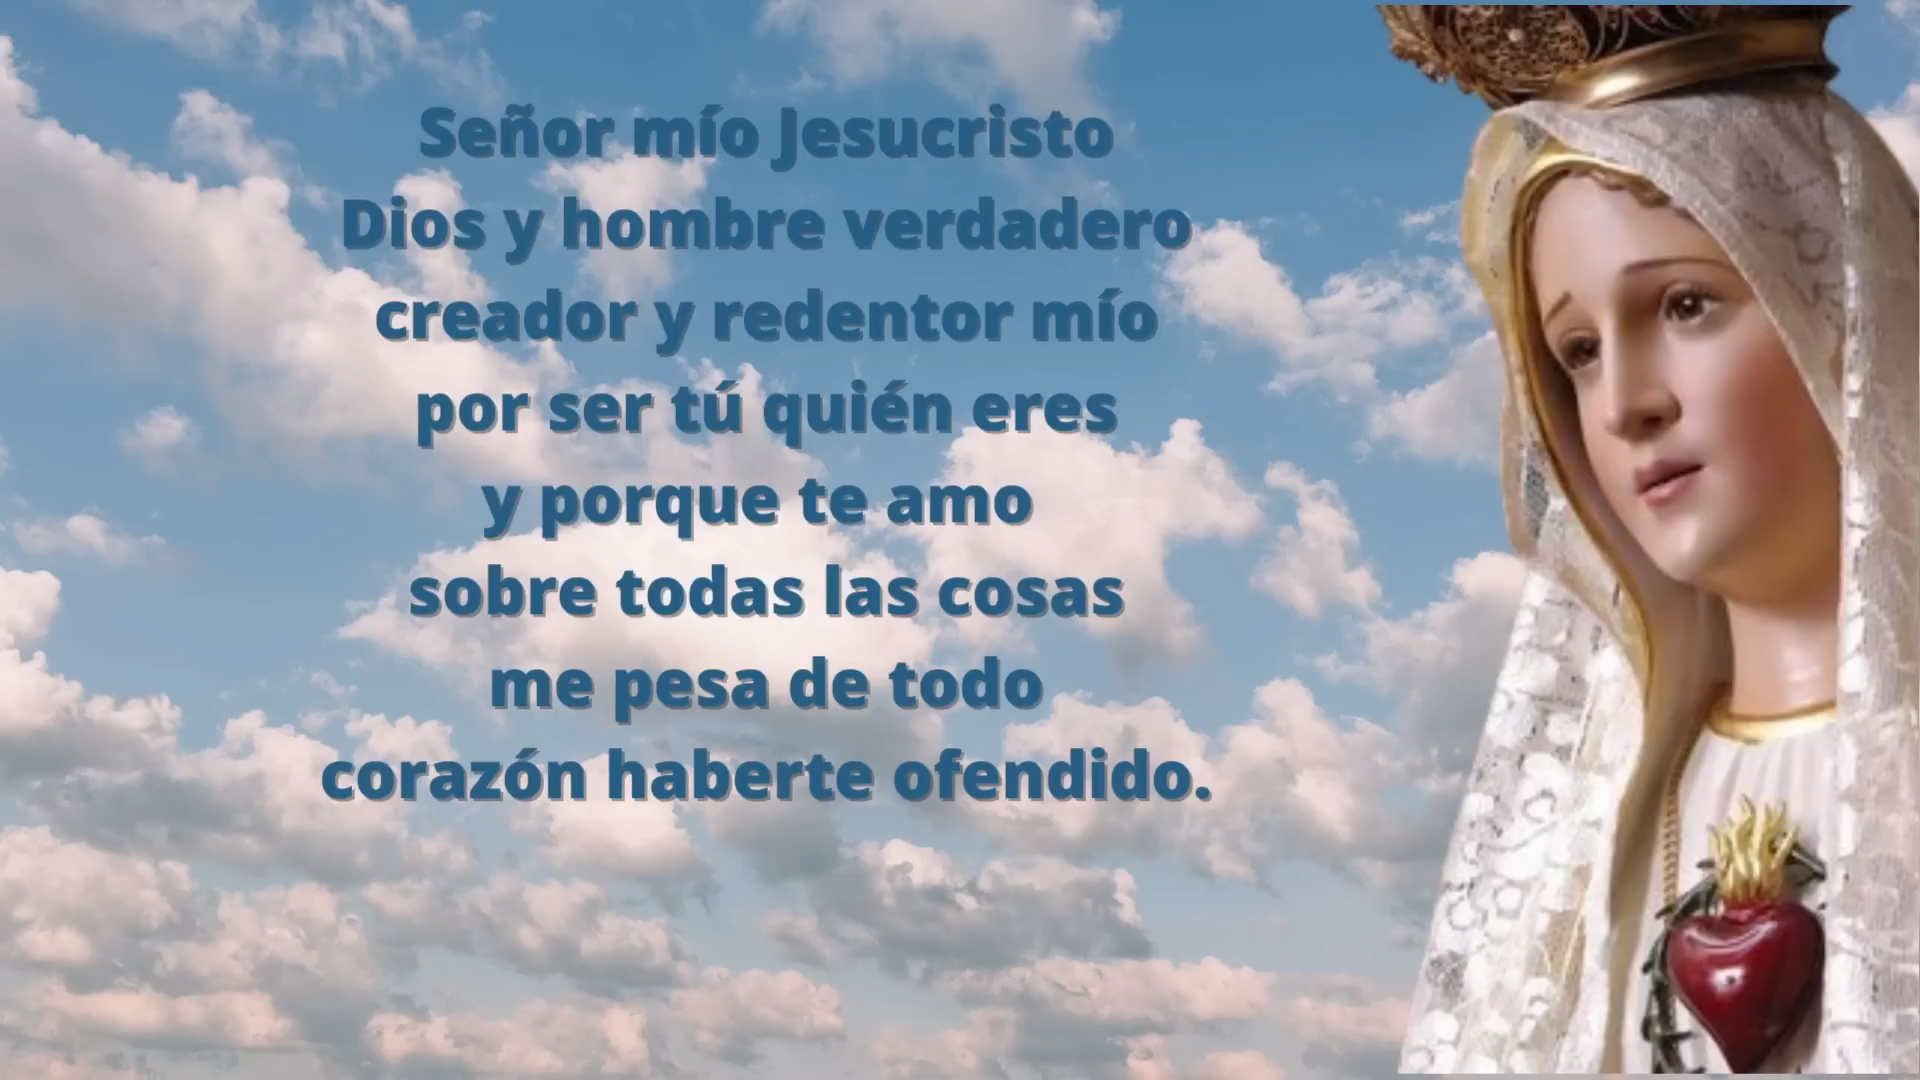 Señor mío Jesucristo
Dios y hombre verdadero
creador y redentor mío
por ser tú quién eres
y porque te amo
sobre todas las cosas
me pesa de todo
corazón haberte ofendido.